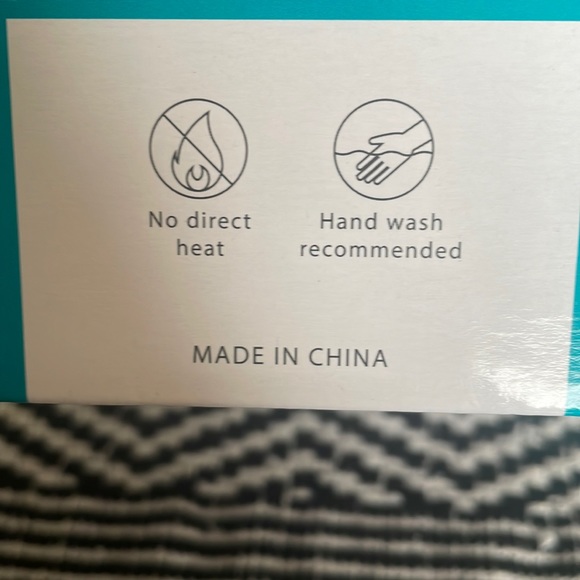 No direct
heat
Hand wash
recommended
MADE IN CHINA